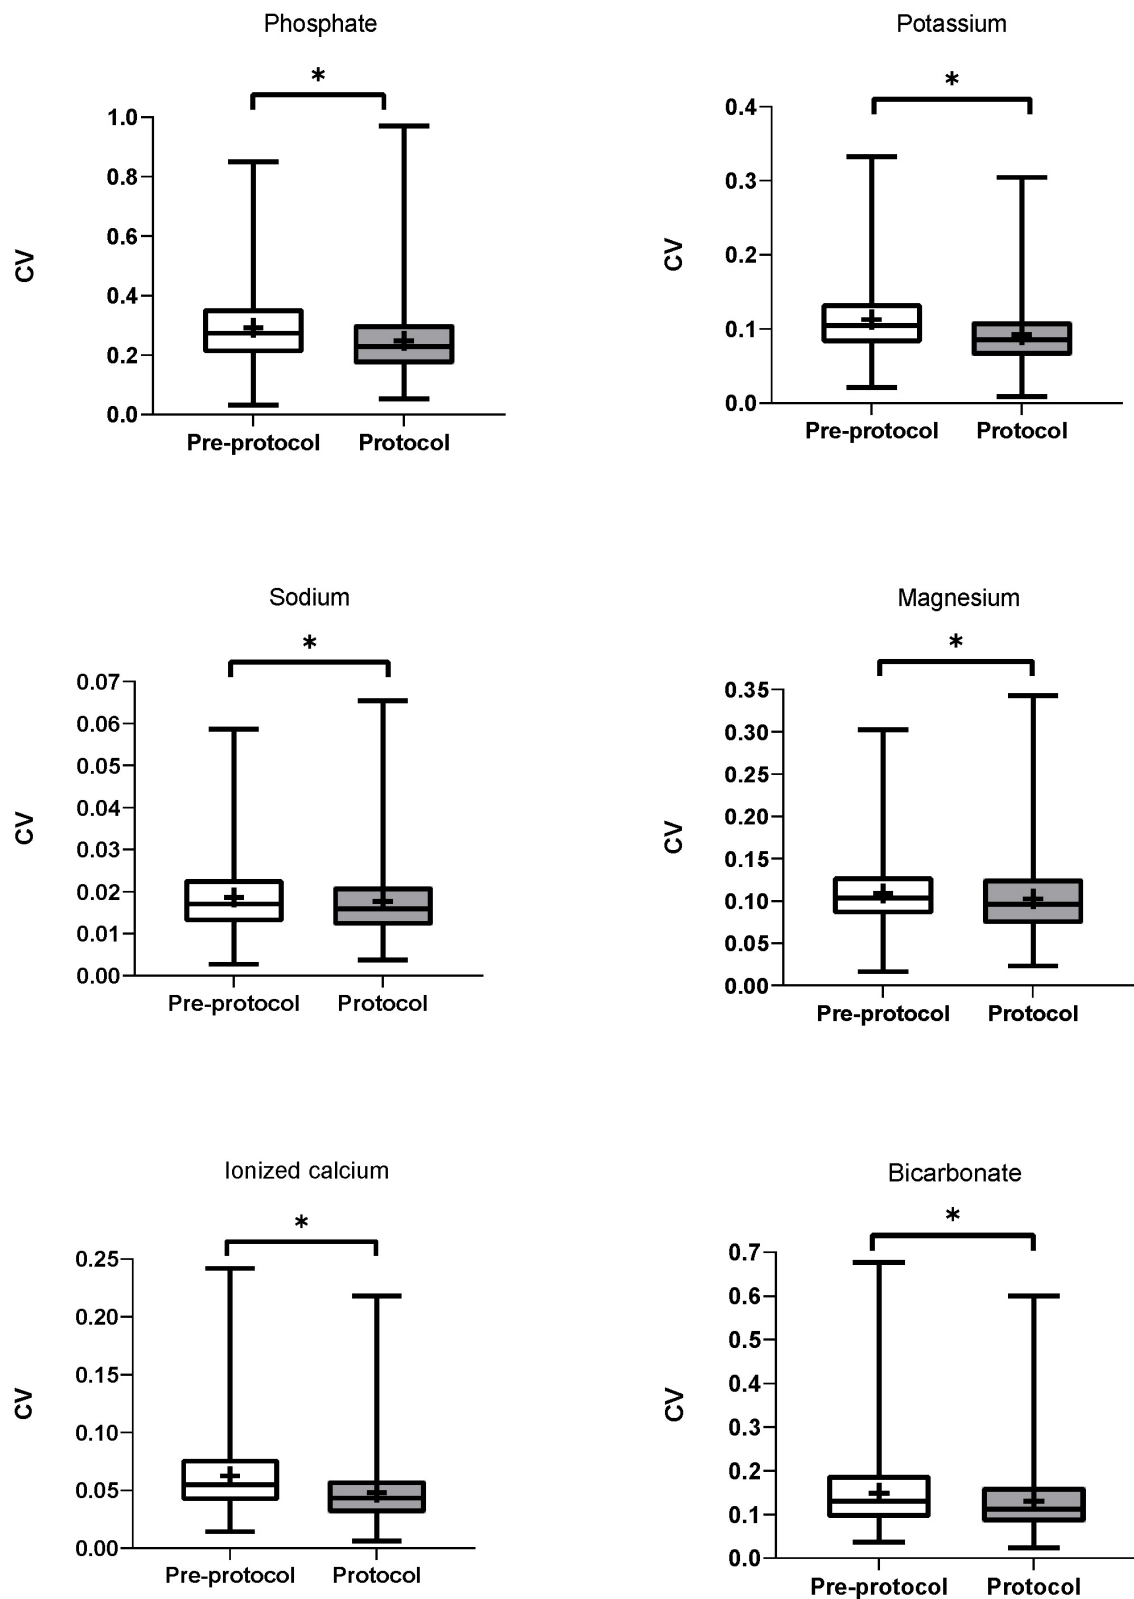 Phosphate
*
CV
1.0
0.8
0.6
0.4
0.2
0.0
Pre-protocol Protocol
Potassium
*
CV
0.4
0.3
0.2
0.1
0.0
Pre-protocol Protocol
Sodium
*
CV
0.07
0.06
0.05
0.04
0.03
0.02
0.01
0.00
Pre-protocol Protocol
Magnesium
*
CV
0.35
0.30
0.25
0.20
0.15
0.10
0.05
0.00
Pre-protocol Protocol
Ionized calcium
*
CV
0.25
0.20
0.15
0.10
0.05
0.00
Pre-protocol Protocol
Bicarbonate
*
CV
0.7
0.6
0.5
0.4
0.3
0.2
0.1
0.0
Pre-protocol Protocol